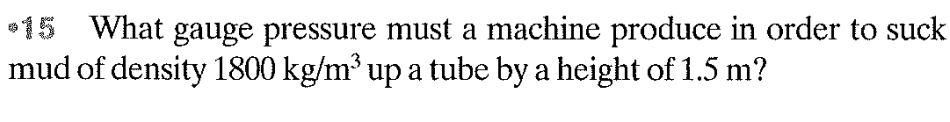 •15 What gauge pressure must a machine produce in order to suck
mud of density 1800 kg/m³ up a tube by a height of 1.5 m?